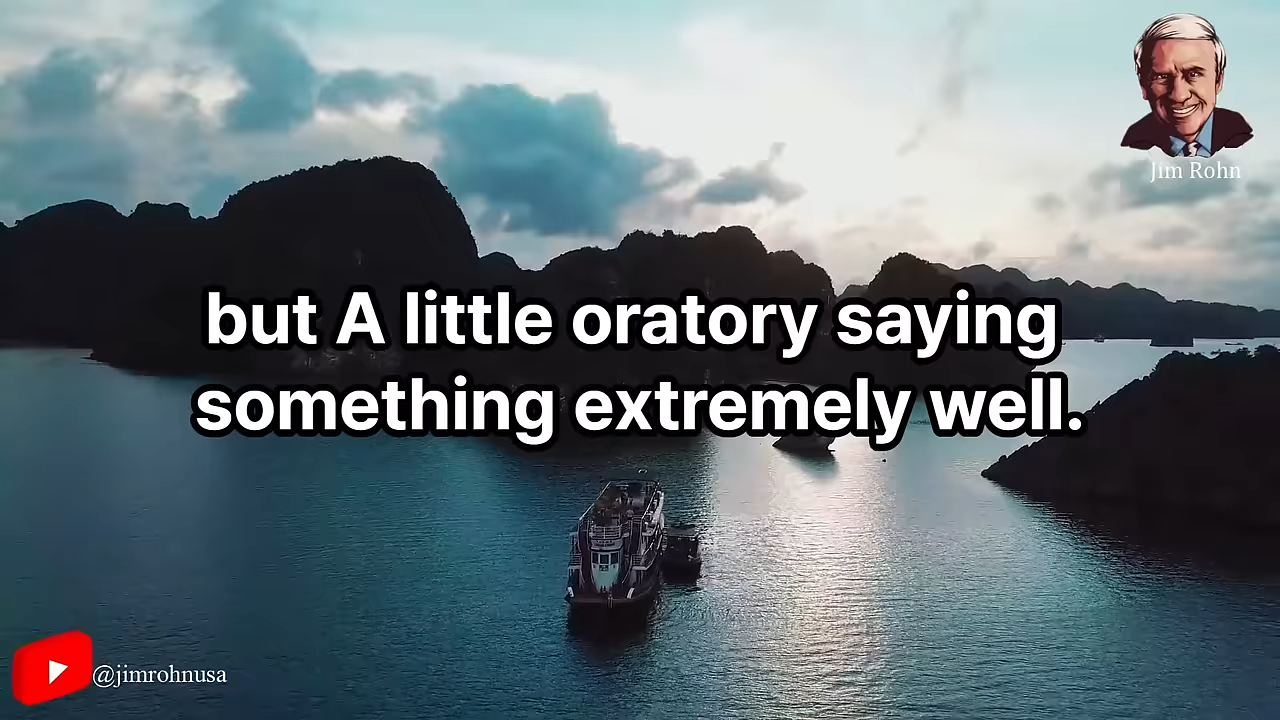 Jim Rohn
but A little oratory saying
something extremely well.
@jimrohnusa